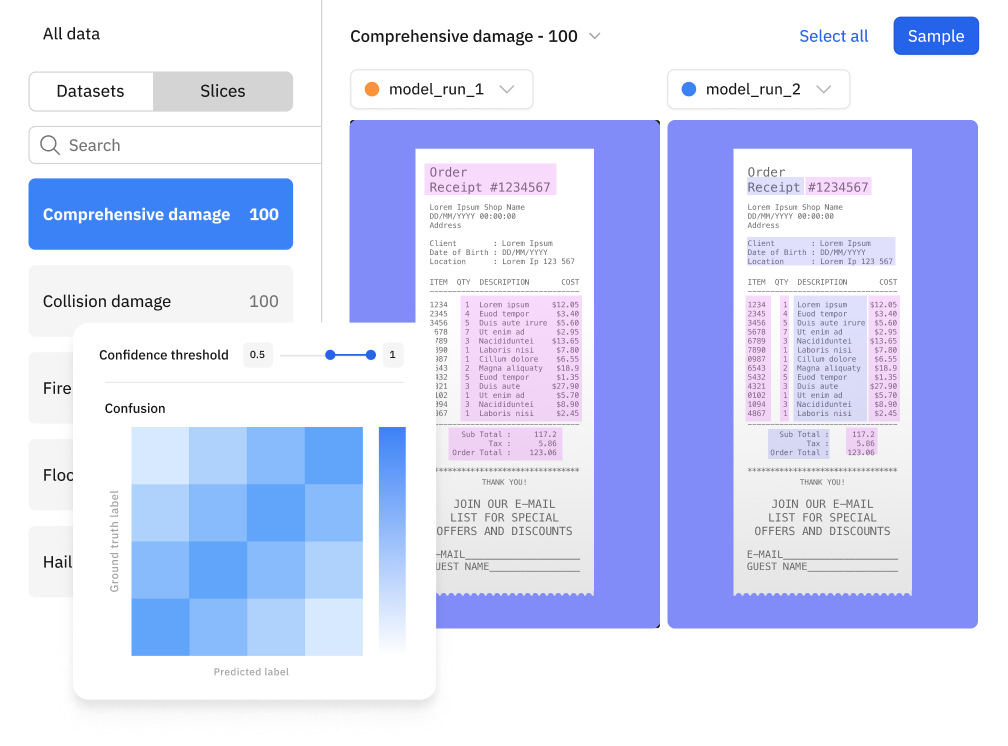 All data
Datasets
Slices
Search
Comprehensive damage 100
Collision damage 100
Fire
Floo
Hail
Comprehensive damage - 100
Select all
Sample
model_run_1
model_run_2
Order
Receipt #1234567
Lorem Ipsum Shop Name
DD/MM/YYYY 00:00:00
Address
Client : Lorem Ipsum
Date of Birth : DD/MM/YYYY
Location : Lorem Ip 123 567
ITEM QTY DESCRIPTION COST
1234 1 Lorem ipsum $12.05
2345 4 Euod tempor $3.40
3456 5 Duis aute irure $5.60
5678 7 Ut enim ad $2.95
789 3 Nacididuntei $13.65
890 1 Laboris nisi $7.80
987 1 Cillum dolore $6.55
543 2 Magna aliquaty $18.9
432 5 Euod tempor $1.35
321 3 Duis aute $27.90
102 1 Ut enim ad $5.70
094 3 Nacididuntei $8.90
867 1 Laboris nisi $2.45
Sub Total : 117.2
Tax : 5.86
Order Total : 123.06
*********************************
THANK YOU!
JOIN OUR E-MAIL
LIST FOR SPECIAL
OFFERS AND DISCOUNTS
-MAIL
UEST NAME
Order
Receipt #1234567
Lorem Ipsum Shop Name
DD/MM/YYYY 00:00:00
Address
Client : Lorem Ipsum
Date of Birth : DD/MM/YYYY
Location : Lorem Ip 123 567
ITEM QTY DESCRIPTION COST
1234 1 Lorem ipsum $12.05
2345 4 Euod tempor $3.40
3456 5 Duis aute irure $5.60
5678 7 Ut enim ad $2.95
6789 3 Nacididuntei $13.65
7890 1 Laboris nisi $7.80
0987 1 Cillum dolore $6.55
6543 2 Magna aliquaty $18.9
5432 5 Euod tempor $1.35
4321 3 Duis aute $27.90
0102 1 Ut enim ad $5.70
1094 3 Nacididuntei $8.90
4867 1 Laboris nisi $2.45
Sub Total : 117.2
Tax : 5.86
Order Total : 123.06
*********************************
THANK YOU!
JOIN OUR E-MAIL
LIST FOR SPECIAL
OFFERS AND DISCOUNTS
E-MAIL
GUEST NAME
Confidence threshold 0.5 1
Confusion
Ground truth label
Predicted label